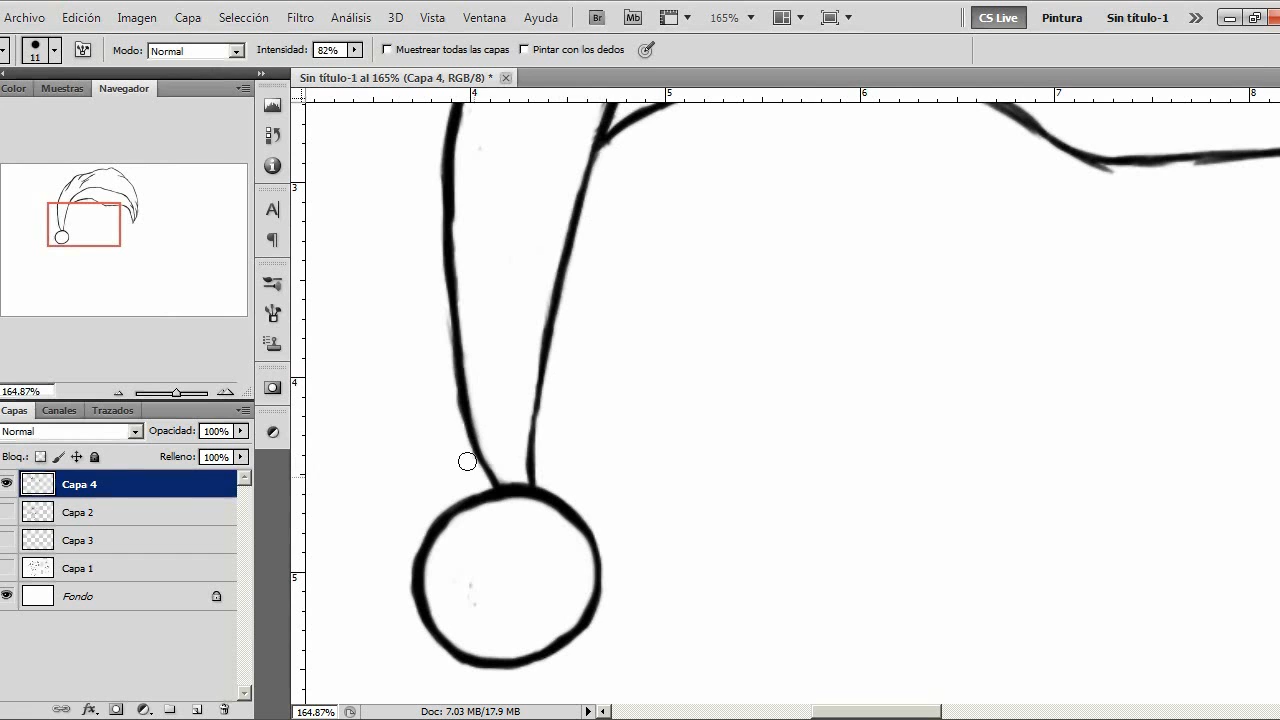 Archivo Edición Imagen Capa Selección Filtro Análisis 3D Vista Ventana Ayuda Br Mb 165% CS Live Pintura Sin título-1
11 Modo: Normal Intensidad: 82% Muestrear todas las capas Pintar con los dedos
Color Muestras Navegador
Sin título-1 al 165% (Capa 4, RGB/8) *
4 5 6 7 8
3
4
5
164.87%
Capas Canales Trazados
Normal Opacidad: 100%
Bloq.: Relleno: 100%
Capa 4
Capa 2
Capa 3
Capa 1
Fondo
164.87% Doc: 7.03 MB/17.9 MB